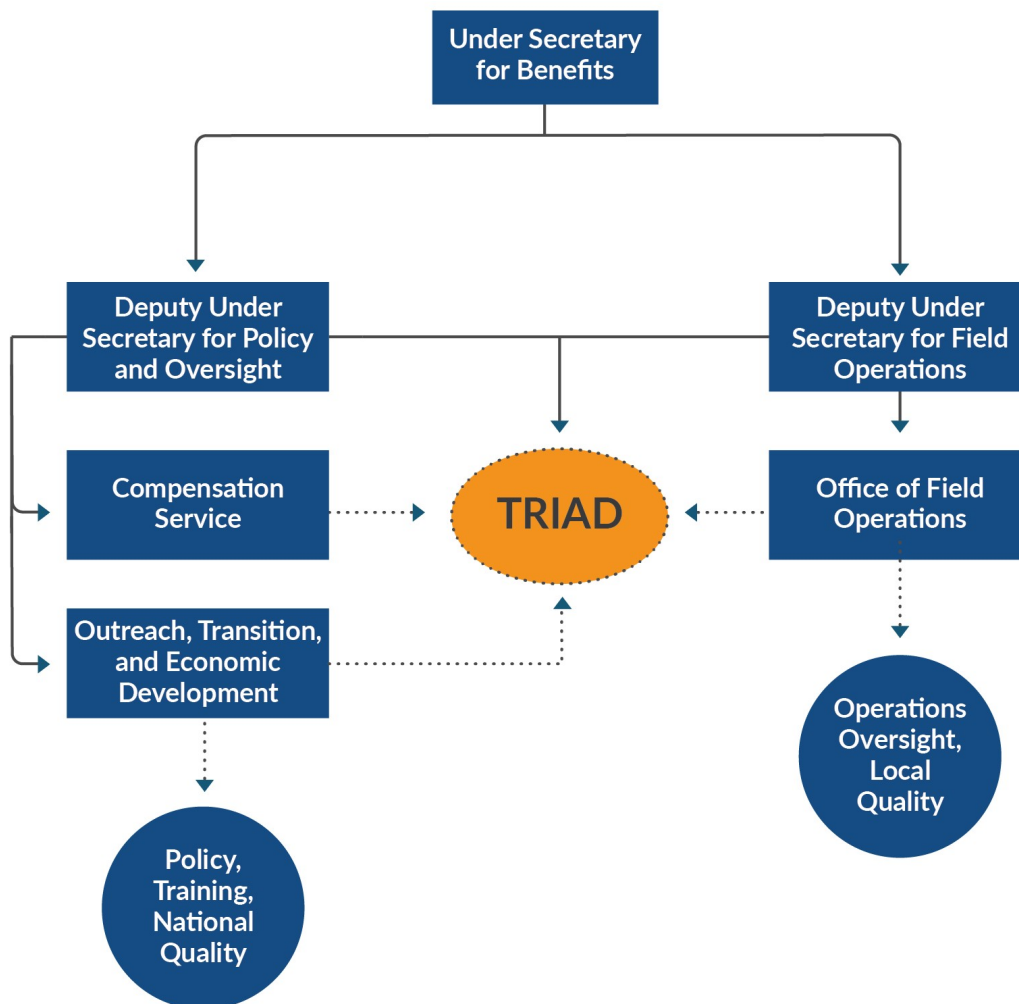 Under Secretary
for Benefits
Deputy Under
Secretary for Policy
and Oversight
Deputy Under
Secretary for Field
Operations
Compensation
Service
TRIAD
Office of Field
Operations
Outreach, Transition,
and Economic
Development
Operations
Oversight,
Local
Quality
Policy,
Training,
National
Quality